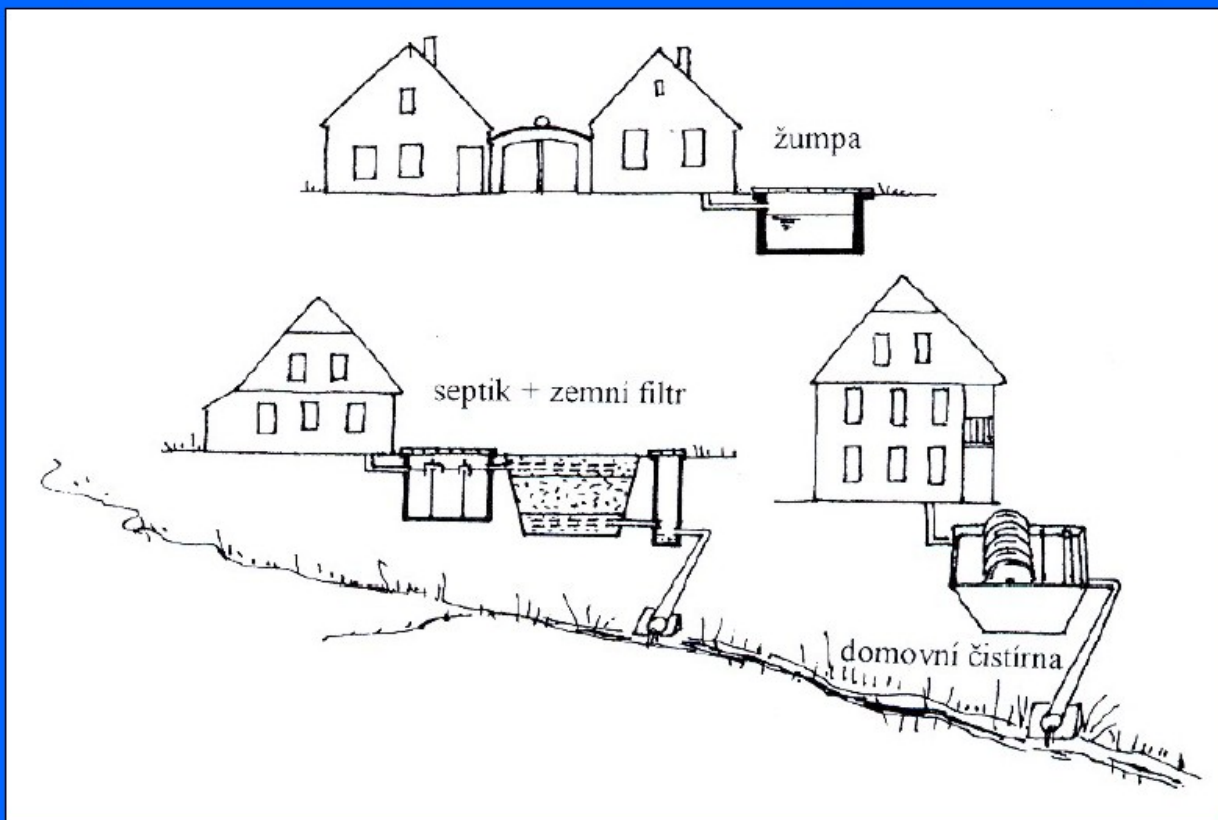 žumpa
septik + zemní filtr
domovní čistírna